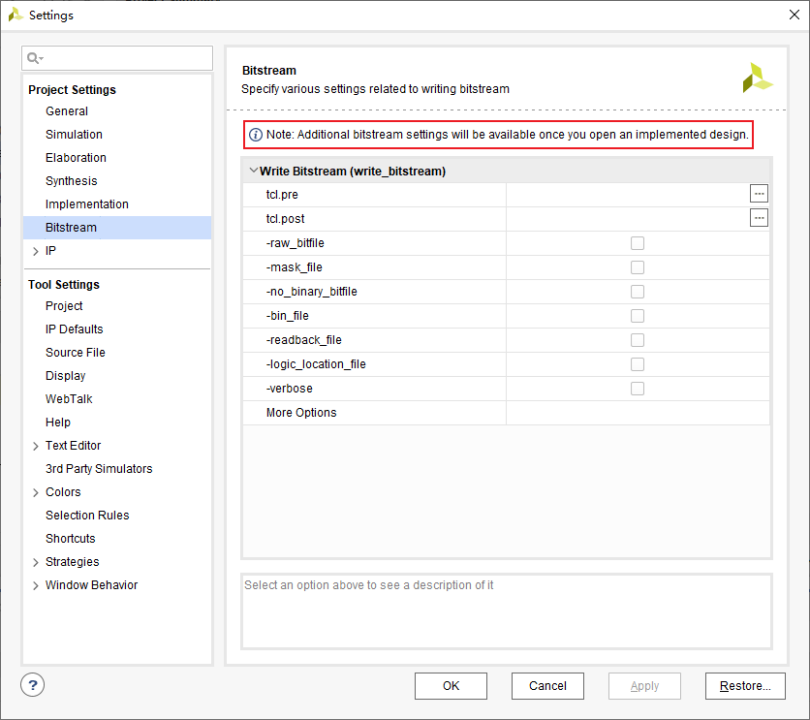 Settings
Project Settings
General
Simulation
Elaboration
Synthesis
Implementation
Bitstream
IP
Tool Settings
Project
IP Defaults
Source File
Display
WebTalk
Help
Text Editor
3rd Party Simulators
Colors
Selection Rules
Shortcuts
Strategies
Window Behavior
Bitstream
Specify various settings related to writing bitstream
Note: Additional bitstream settings will be available once you open an implemented design.
Write Bitstream (write_bitstream)
tcl.pre
tcl.post
-raw_bitfile
-mask_file
-no_binary_bitfile
-bin_file
-readback_file
-logic_location_file
-verbose
More Options
Select an option above to see a description of it
?
OK
Cancel
Apply
Restore...